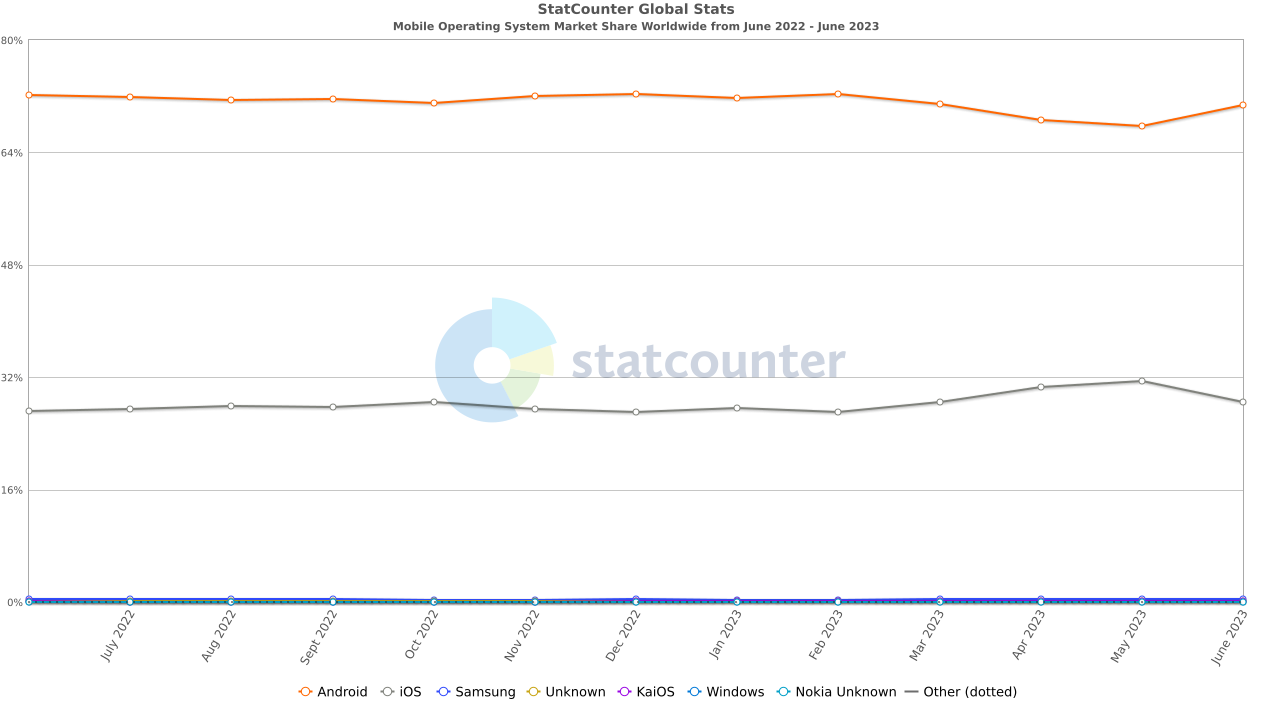 StatCounter Global Stats
Mobile Operating System Market Share Worldwide from June 2022 - June 2023
80%
64%
48%
32%
16%
0%
statcounter
July 2022
Aug 2022
Sept 2022
Oct 2022
Nov 2022
Dec 2022
Jan 2023
Feb 2023
Mar 2023
Apr 2023
May 2023
June 2023
Android iOS Samsung Unknown KaiOS Windows Nokia Unknown Other (dotted)